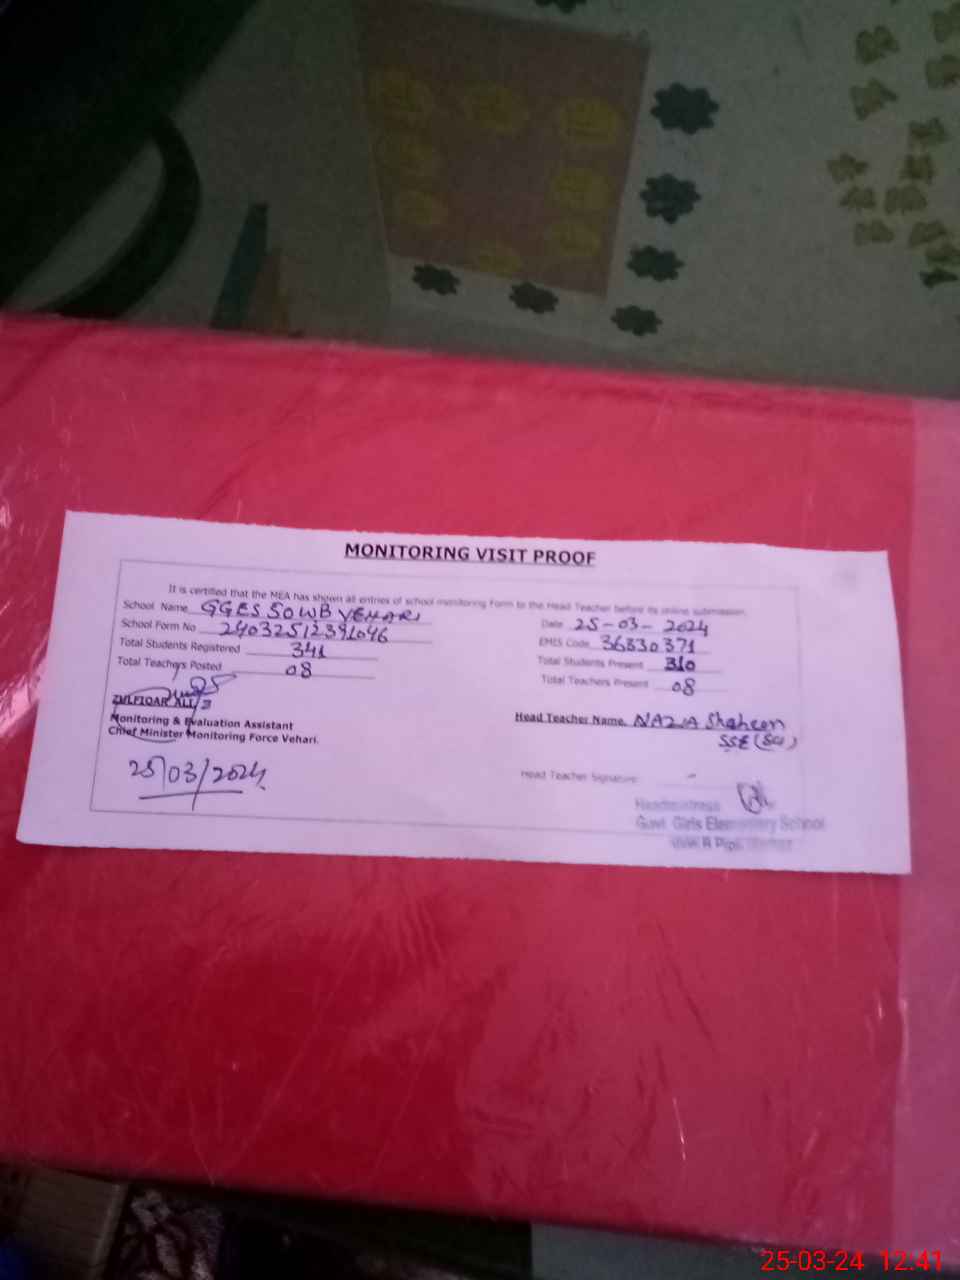 MONITORING VISIT PROOF
It is certified that the MEA has shown all entries of school monitoring Form to the Head Teacher before its online submission.
School Name GGES 50WB VEHARI
Date 25-03-2024
School Form No 24032512391046
EMIS Code 36330371
Total Students Registered 341
Total Students Present 310
Total Teachers Posted 08
Total Teachers Present 08
ZULFIQAR ALI
Monitoring & Evaluation Assistant
Chief Minister Monitoring Force Vehari.
25/03/2024
Head Teacher Name. NAZIA Shaheen
SSE (Sci)
Head Teacher Signature
Headmistress
Govt. Girls Elementary School
25-03-24 12.41